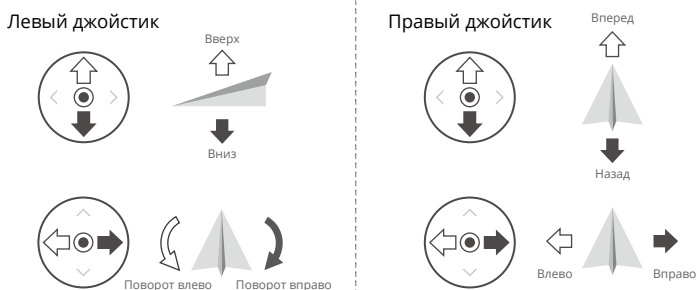 Левый джойстик
Вверх
Вниз
Поворот влево
Поворот вправо
Правый джойстик
Вперед
Назад
Влево
Вправо